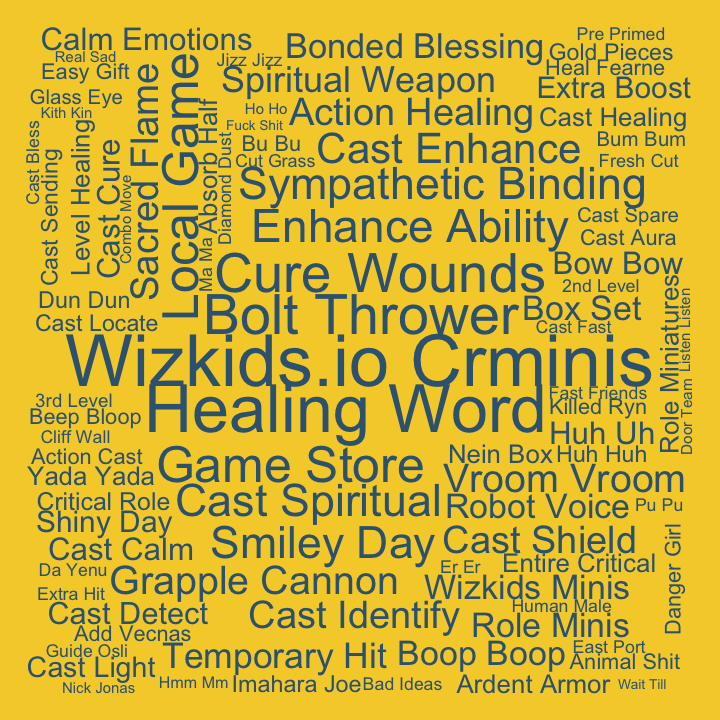 Calm Emotions
Real Sad
Easy Gift
Glass Eye
Kith Kin
Jizz Jizz
Bonded Blessing
Pre Primed
Gold Pieces
Heal Fearne
Spiritual Weapon
Extra Boost
Ho Ho
Action Healing
Cast Healing
Fuck Shit
Bu Bu
Cut Grass
Cast Enhance
Bum Bum
Fresh Cut
Cast Bless
Cast Sending
Level Healing
Cast Cure
Combo Move
Sacred Flame
Local Game
Ma Ma
Absorb Half
Diamond Dust
Sympathetic Binding
Enhance Ability
Cast Spare
Cast Aura
Cure Wounds
Bow Bow
2nd Level
Dun Dun
Cast Locate
Bolt Thrower
Box Set
Cast Fast
Role Miniatures
Listen Listen
Wizkids.io Crminis
3rd Level
Beep Bloop
Healing Word
Fast Friends
Killed Ryn
Door Team
Cliff Wall
Huh Uh
Action Cast
Game Store
Nein Box
Huh Huh
Yada Yada
Vroom Vroom
Critical Role
Cast Spiritual
Robot Voice
Pu Pu
Shiny Day
Cast Calm
Smiley Day
Cast Shield
Er Er
Entire Critical
Danger Girl
Da Yenu
Grapple Cannon
Wizkids Minis
Extra Hit
Human Male
Cast Detect
Cast Identify
Role Minis
Add Vecnas
Guide Osli
Temporary Hit
Boop Boop
East Port
Animal Shit
Cast Light
Nick Jonas
Hmm Mm
Imahara Joe
Bad Ideas
Ardent Armor
Wait Till